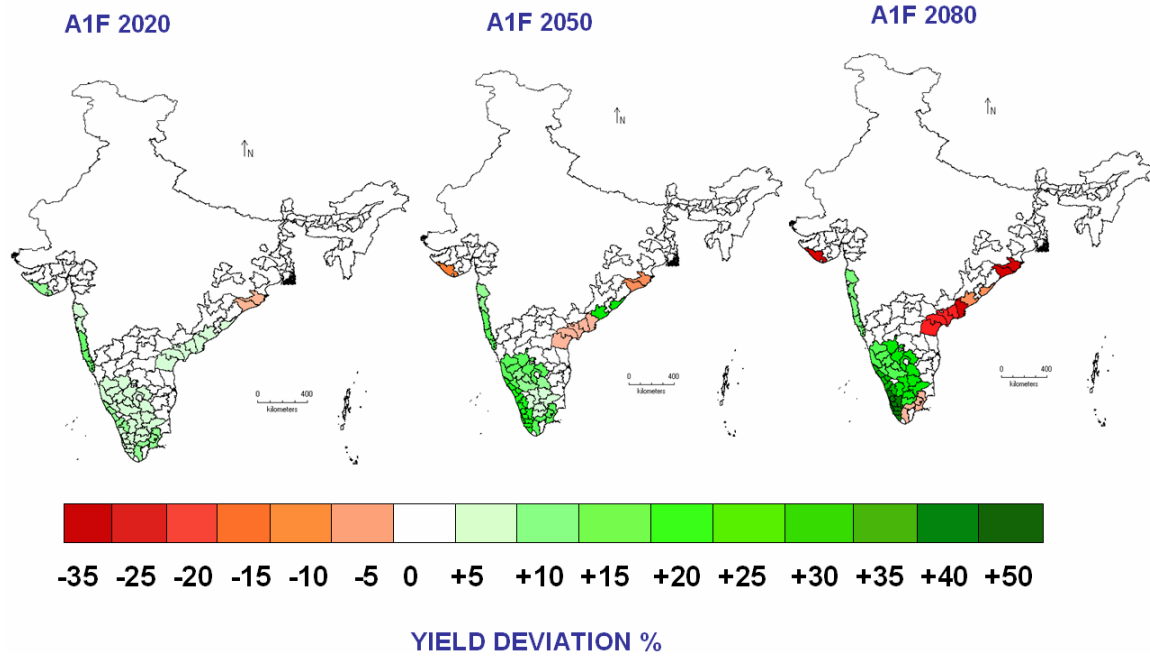 A1F 2020
A1F 2050
A1F 2080
N
N
N
0 400
kilometers
0 400
kilometers
0 400
kilometers
-35 -25 -20 -15 -10 -5 0 +5 +10 +15 +20 +25 +30 +35 +40 +50
YIELD DEVIATION %